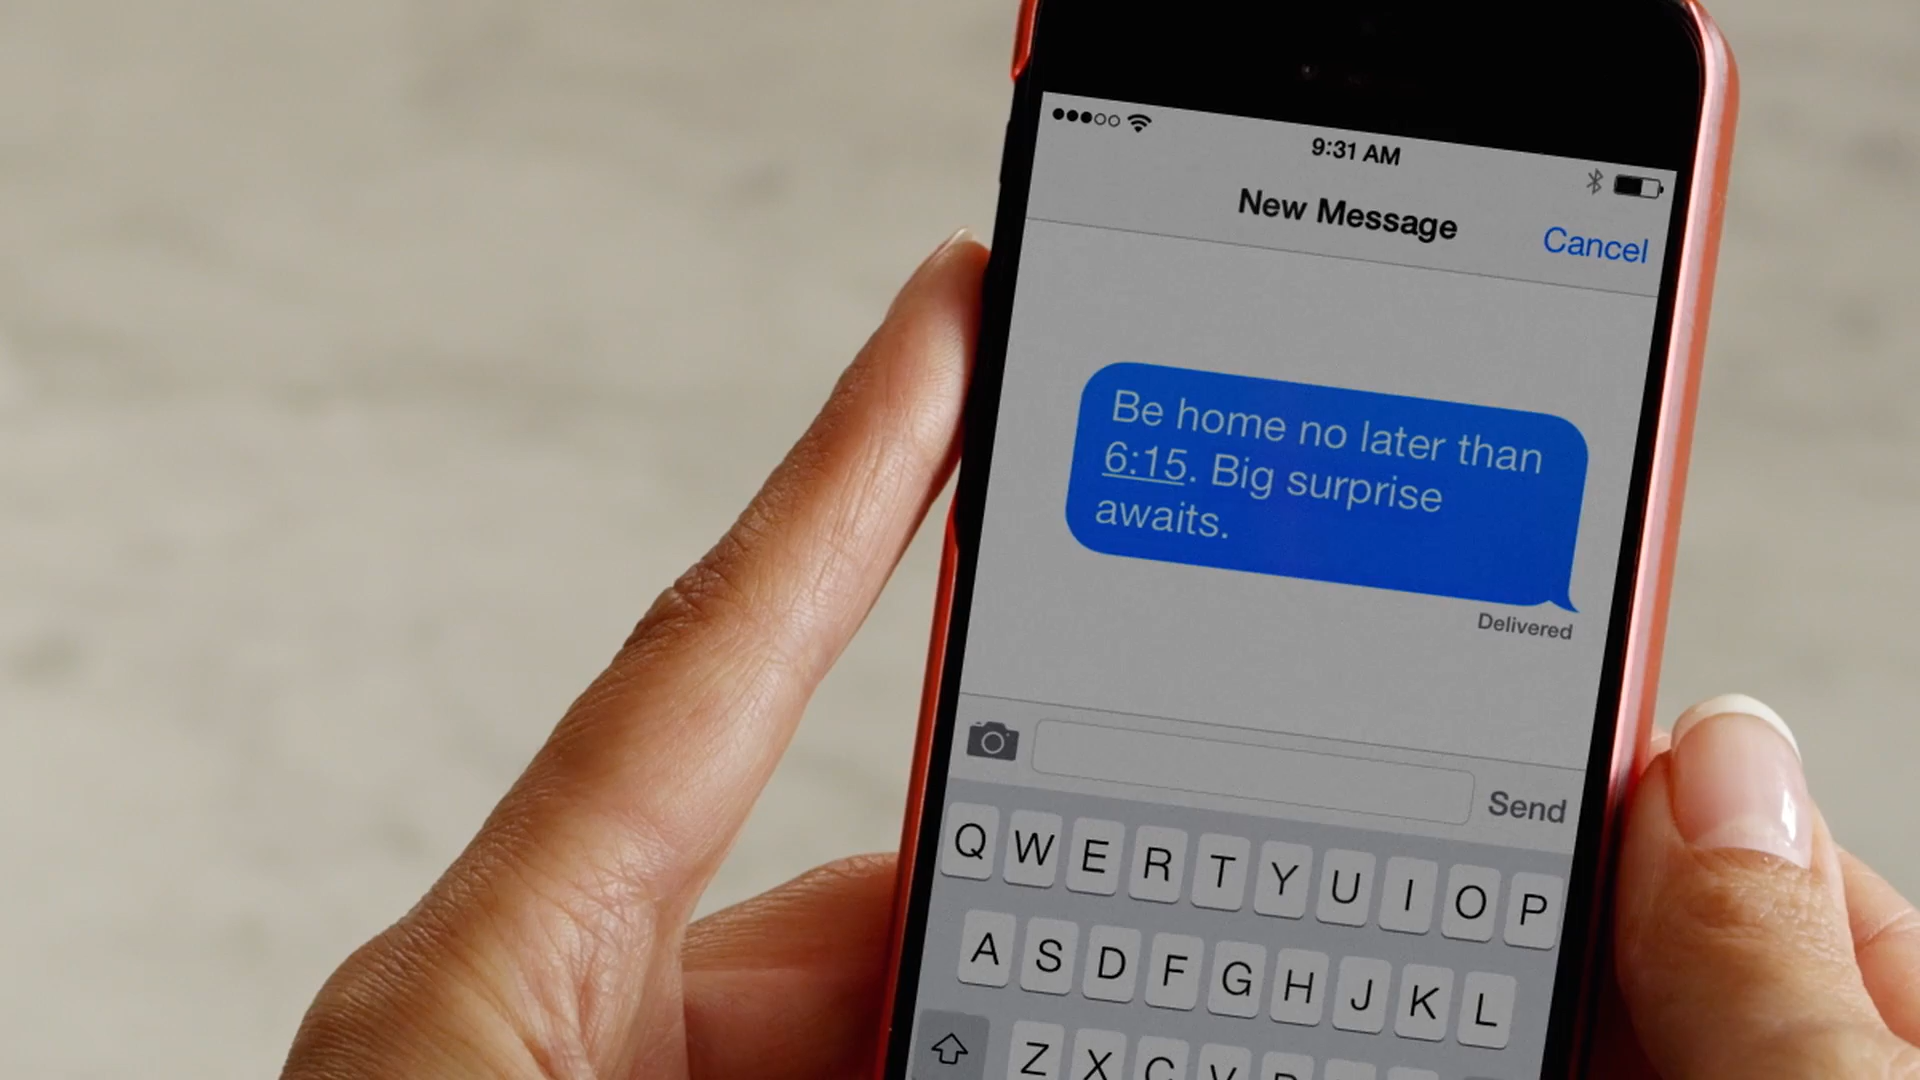 9:31 AM
New Message
Cancel
Be home no later than
6:15. Big surprise
awaits.
Delivered
Send
Q W E R T Y U I O P
A S D F G H J K L
Z X C V